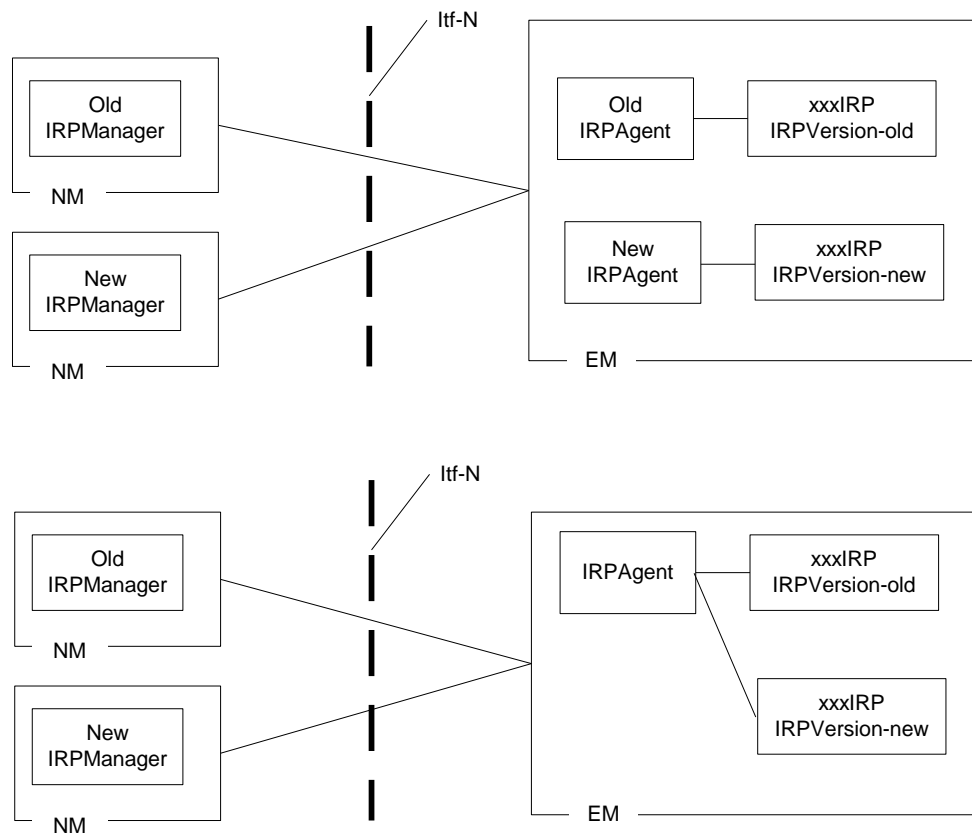 Itf-N
Old
IRPManager
NM
New
IRPManager
NM
Old
IRPAgent
xxxIRP
IRPVersion-old
New
IRPAgent
xxxIRP
IRPVersion-new
EM
Itf-N
Old
IRPManager
NM
New
IRPManager
NM
IRPAgent
xxxIRP
IRPVersion-old
xxxIRP
IRPVersion-new
EM